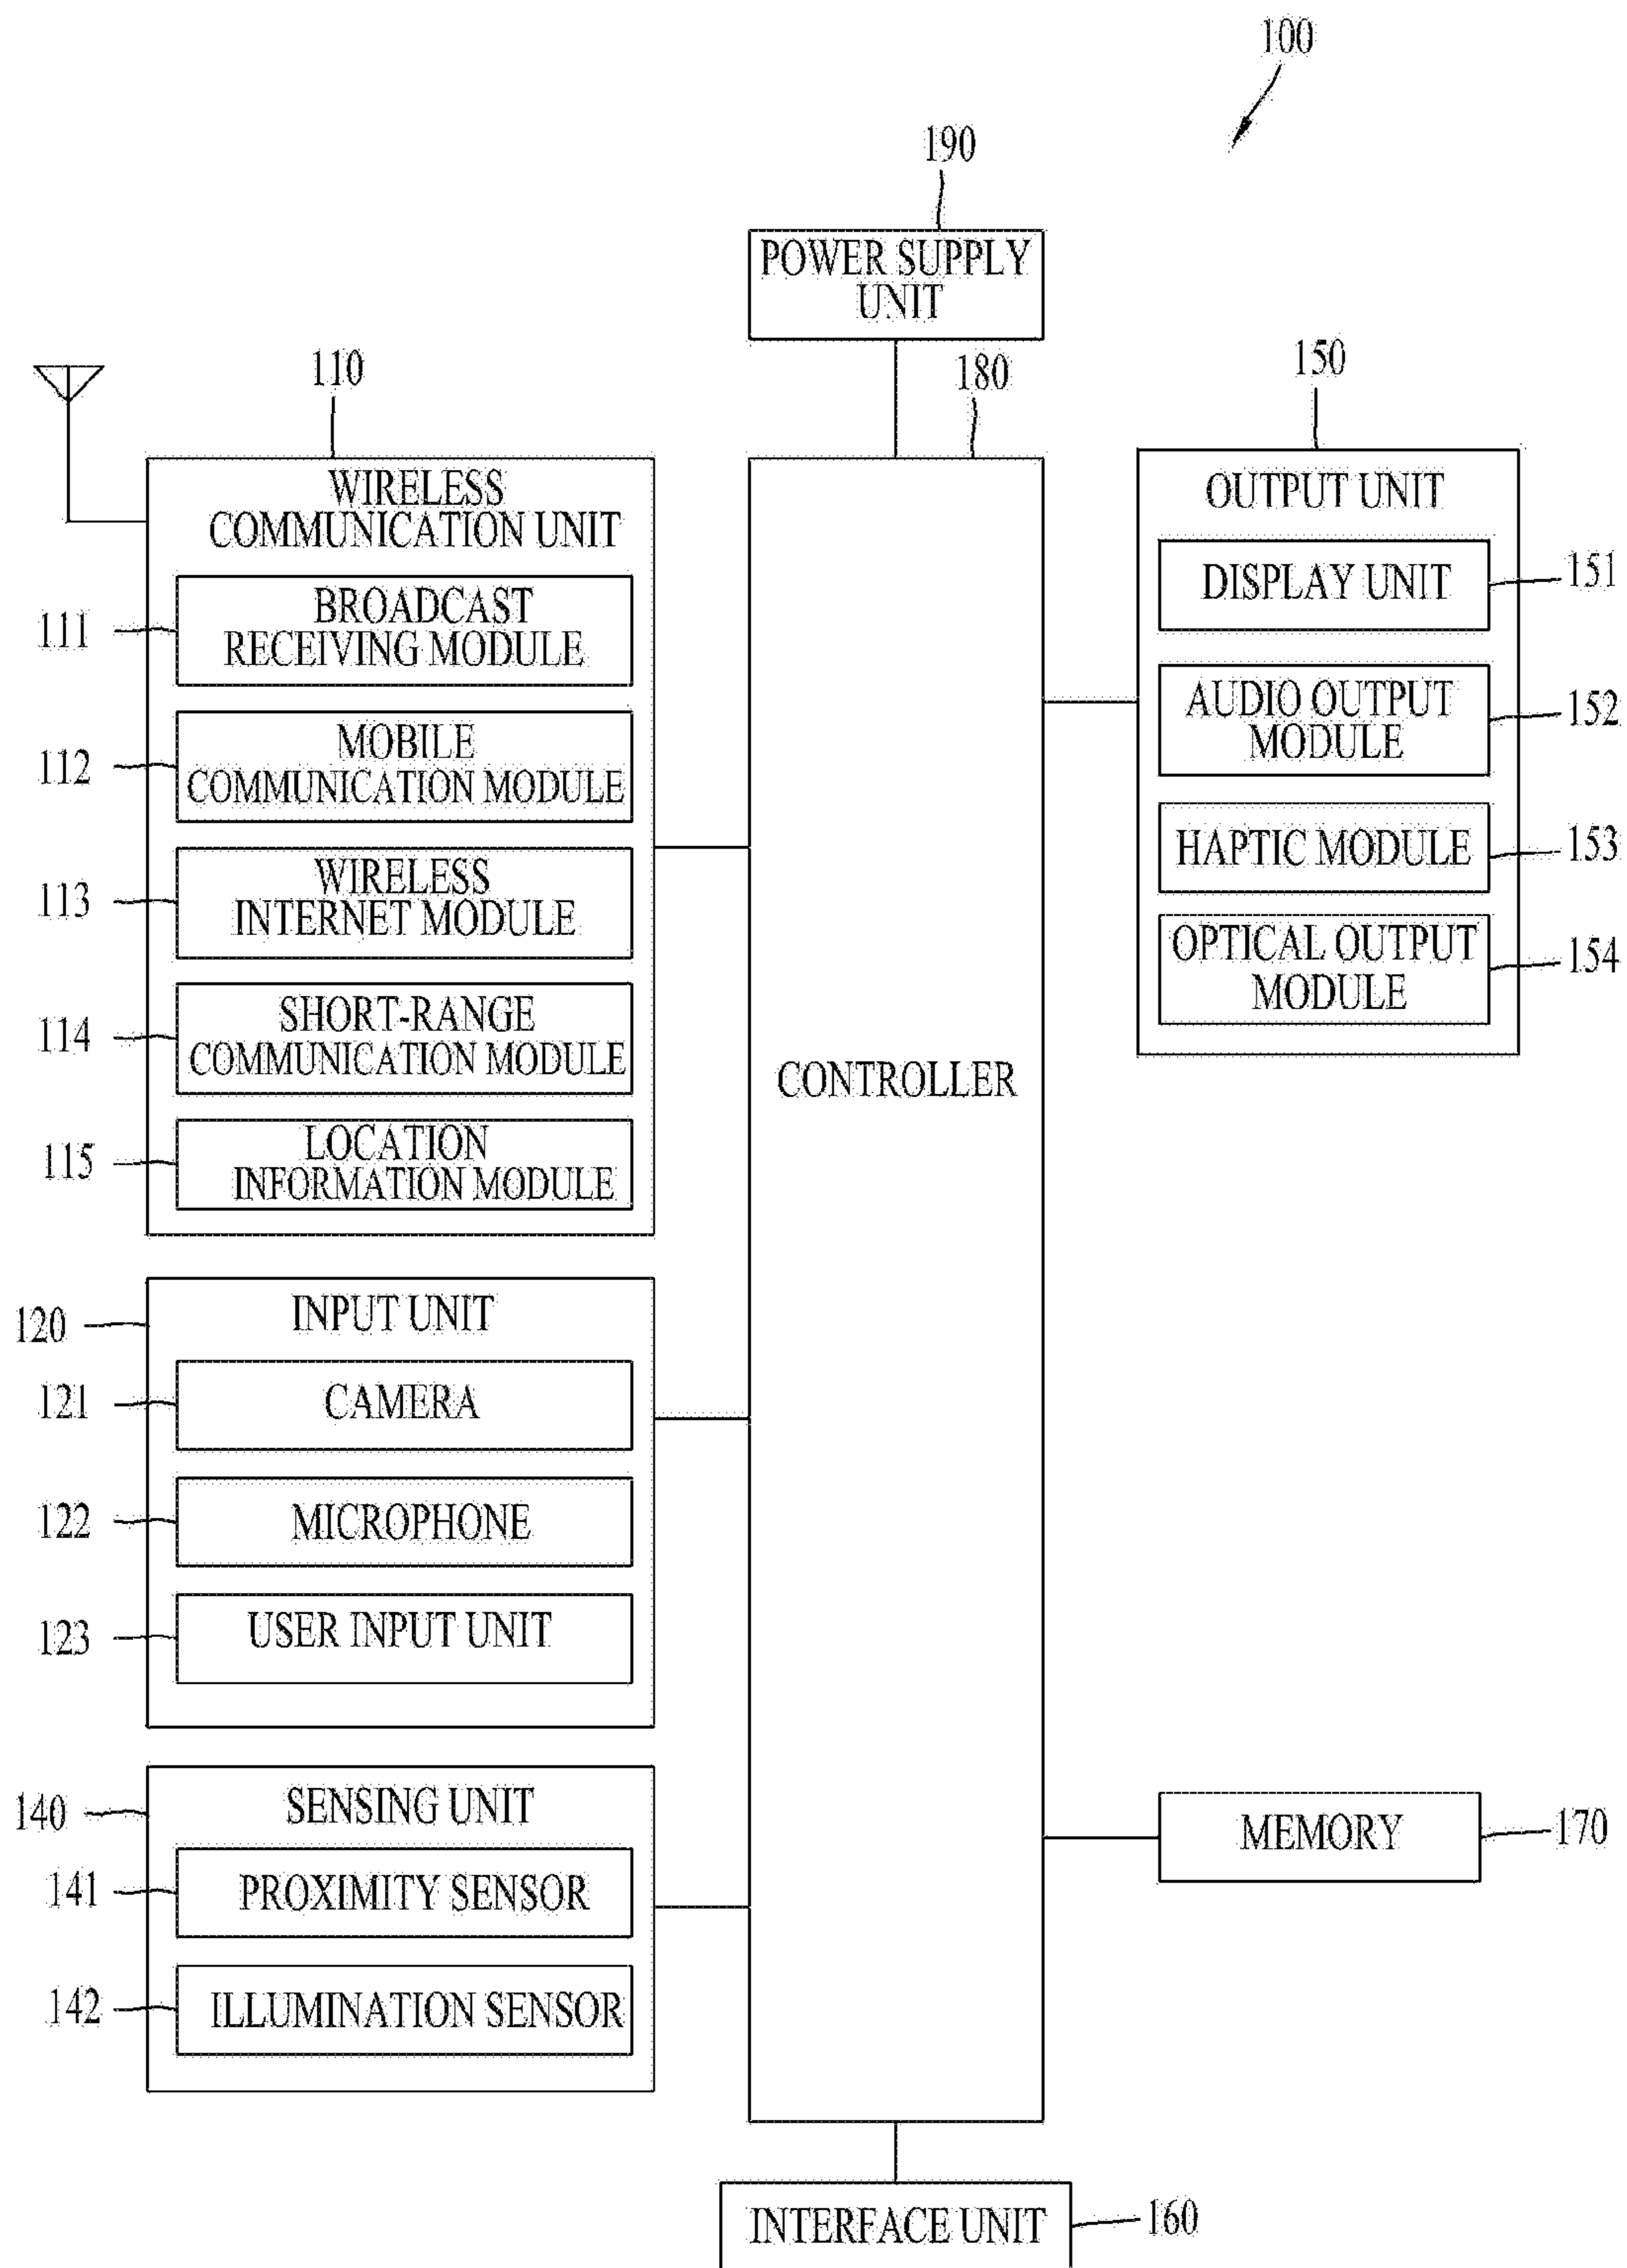 100
190
POWER SUPPLY
UNIT
110
180
150
WIRELESS
COMMUNICATION UNIT
111
BROADCAST
RECEIVING MODULE
112
MOBILE
COMMUNICATION MODULE
113
WIRELESS
INTERNET MODULE
114
SHORT-RANGE
COMMUNICATION MODULE
115
LOCATION
INFORMATION MODULE
120
INPUT UNIT
121
CAMERA
122
MICROPHONE
123
USER INPUT UNIT
140
SENSING UNIT
141
PROXIMITY SENSOR
142
ILLUMINATION SENSOR
CONTROLLER
OUTPUT UNIT
DISPLAY UNIT
151
AUDIO OUTPUT
MODULE
152
HAPTIC MODULE
153
OPTICAL OUTPUT
MODULE
154
MEMORY
170
INTERFACE UNIT
160